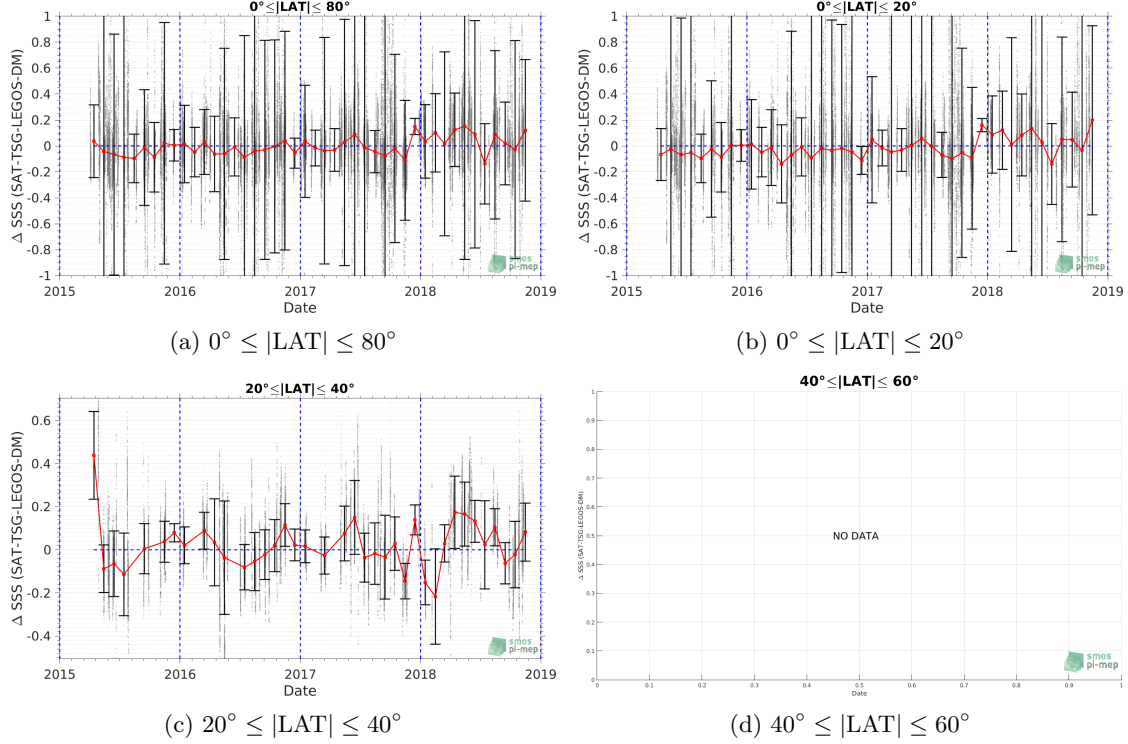 0°≤|LAT|≤ 80°
Δ SSS (SAT-TSG-LEGOS-DM)
1
0.8
0.6
0.4
0.2
0
-0.2
-0.4
-0.6
-0.8
-1
2015 2016 2017 2018 2019
Date
smos
pi-mep
(a) 0° ≤ |LAT| ≤ 80°
0°≤|LAT|≤ 20°
Δ SSS (SAT-TSG-LEGOS-DM)
1
0.8
0.6
0.4
0.2
0
-0.2
-0.4
-0.6
-0.8
-1
2015 2016 2017 2018 2019
Date
smos
pi-mep
(b) 0° ≤ |LAT| ≤ 20°
20°≤|LAT|≤ 40°
Δ SSS (SAT-TSG-LEGOS-DM)
0.6
0.4
0.2
0
-0.2
-0.4
2015 2016 2017 2018 2019
Date
smos
pi-mep
(c) 20° ≤ |LAT| ≤ 40°
40°≤|LAT|≤ 60°
Δ SSS (SAT-TSG-LEGOS-DM)
1
0.9
0.8
0.7
0.6
0.5
0.4
0.3
0.2
0.1
0
NO DATA
0 0.1 0.2 0.3 0.4 0.5 0.6 0.7 0.8 0.9 1
Date
smos
pi-mep
(d) 40° ≤ |LAT| ≤ 60°